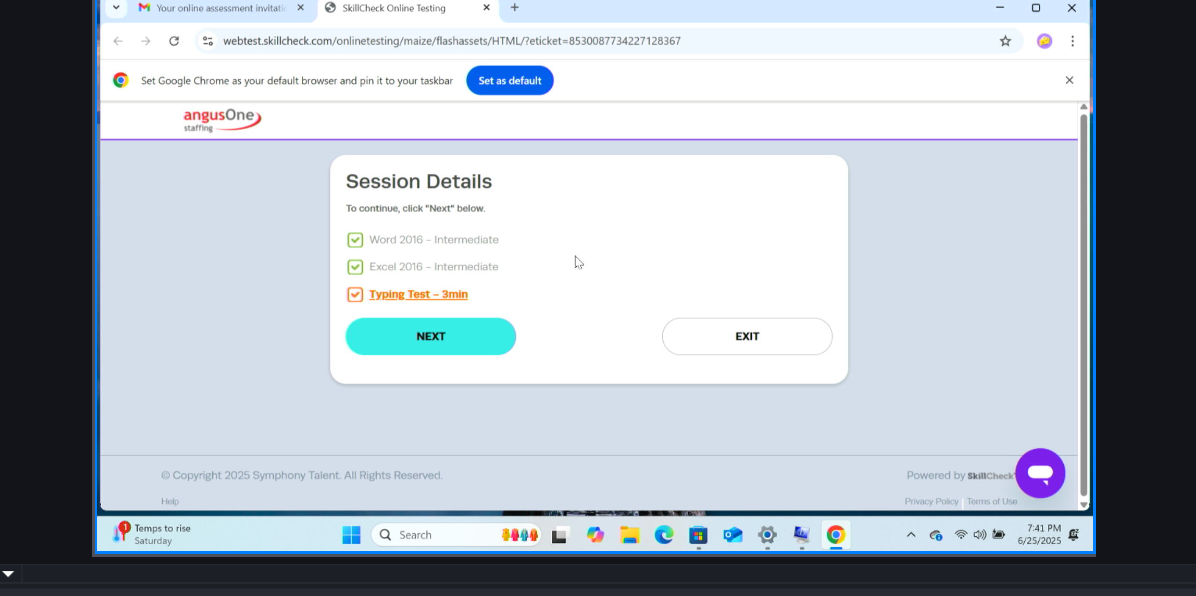 Your online assessment invitati
SkillCheck Online Testing
webtest.skillcheck.com/onlinetesting/maize/flashassets/HTML/?eticket=8530087734227128367
Set Google Chrome as your default browser and pin it to your taskbar
Set as default
angusOne
staffing
Session Details
To continue, click "Next" below.
Word 2016 - Intermediate
Excel 2016 - Intermediate
Typing Test - 3min
NEXT
EXIT
© Copyright 2025 Symphony Talent. All Rights Reserved.
Powered by SkillCheck
Help
Privacy Policy | Terms of Use
1
Temps to rise
Saturday
Search
7:41 PM
6/25/2025